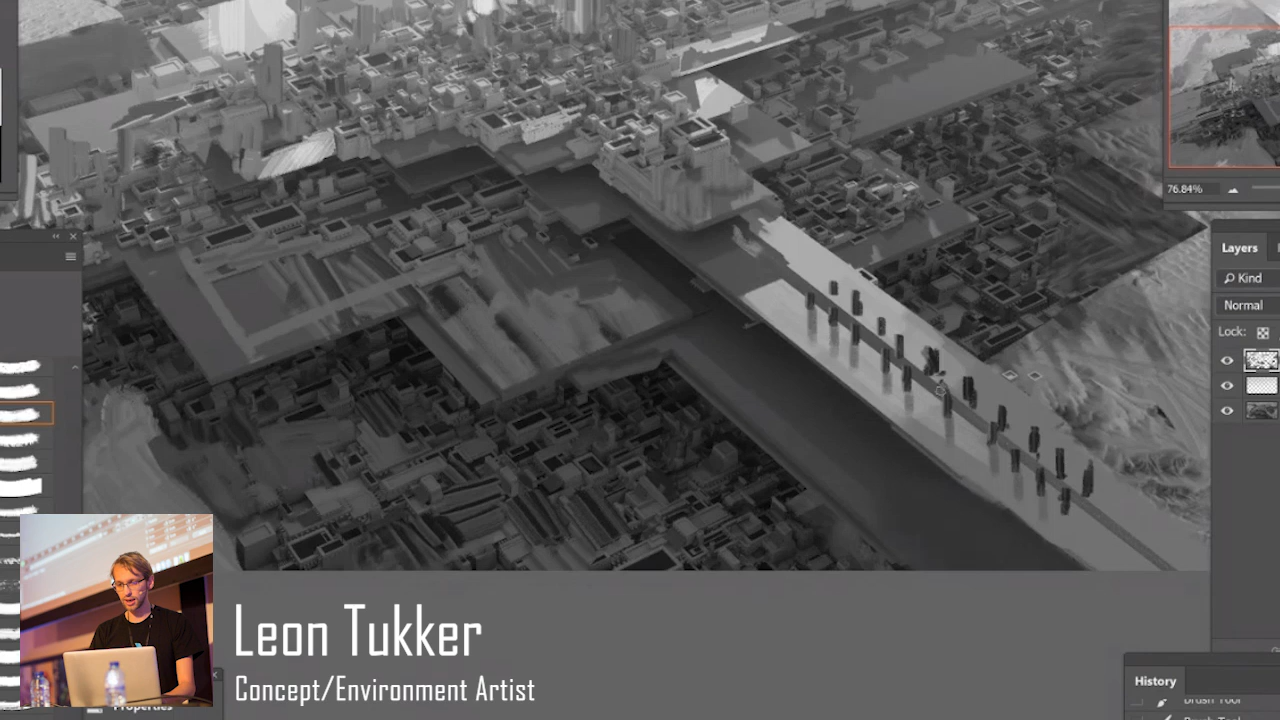 76.84%
Layers
Kind
Normal
Lock:
Leon Tukker
Concept/Environment Artist
History
Brush Tool
Properties